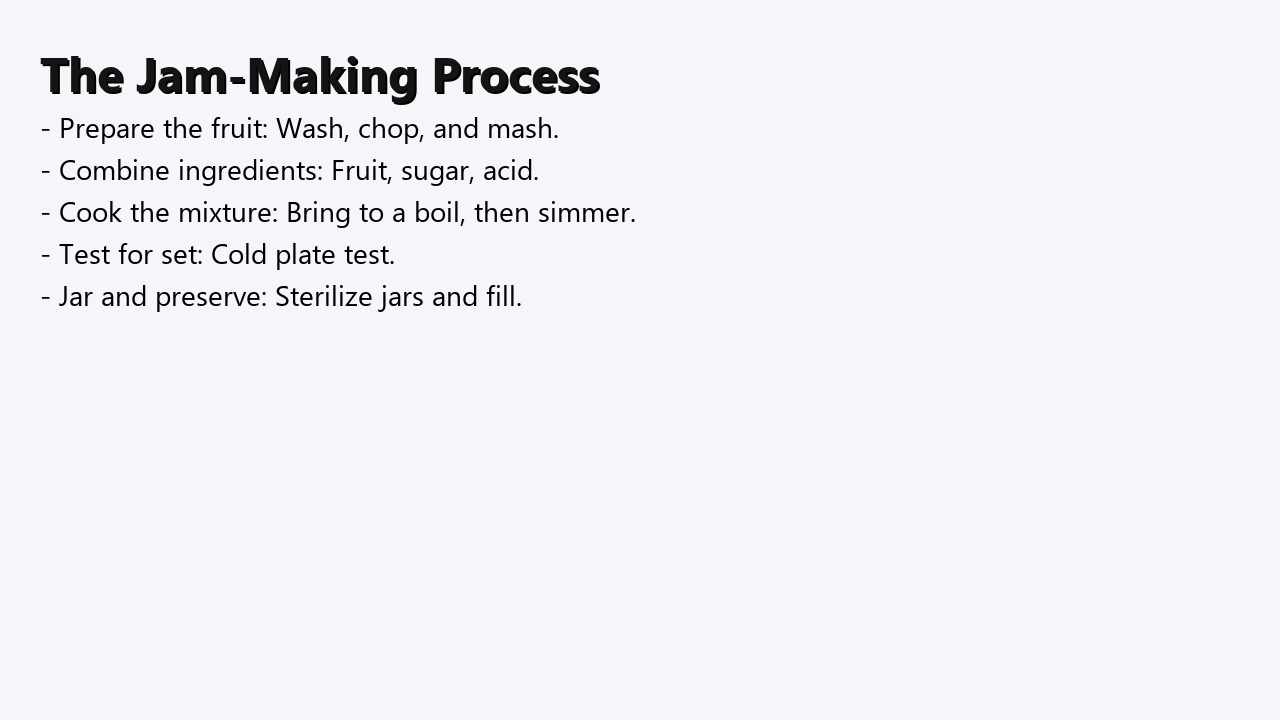 The Jam-Making Process
- Prepare the fruit: Wash, chop, and mash.
- Combine ingredients: Fruit, sugar, acid.
- Cook the mixture: Bring to a boil, then simmer.
- Test for set: Cold plate test.
- Jar and preserve: Sterilize jars and fill.